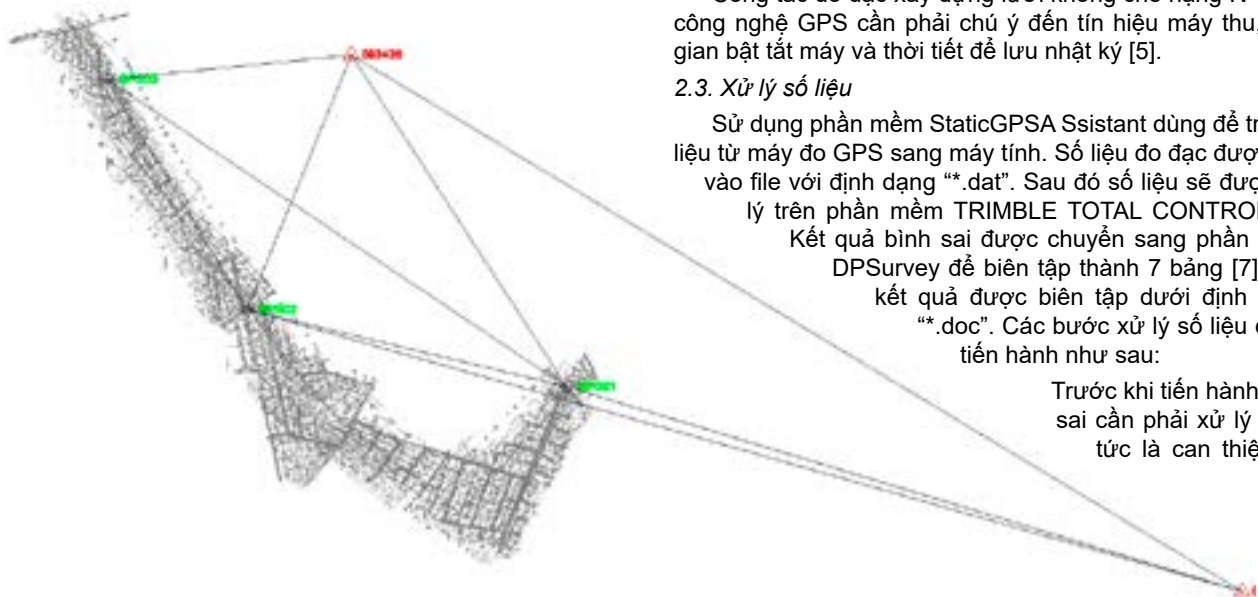 công nghệ GPS cần phải chú ý đến tín hiệu máy thu,
gian bật tắt máy và thời tiết để lưu nhật ký [5].
2.3. Xử lý số liệu
Sử dụng phần mềm StaticGPSA Ssistant dùng để
liệu từ máy đo GPS sang máy tính. Số liệu đo đạc
vào file với định dạng “*.dat”. Sau đó số liệu sẽ
lý trên phần mềm TRIMBLE TOTAL
Kết quả bình sai được chuyển sang phần
DPSurvey để biên tập thành 7 bảng [7]
kết quả được biên tập dưới định
“*.doc”. Các bước xử lý số liệu
tiến hành như sau:
Trước khi tiến hành
sai cần phải xử lý
tức là can